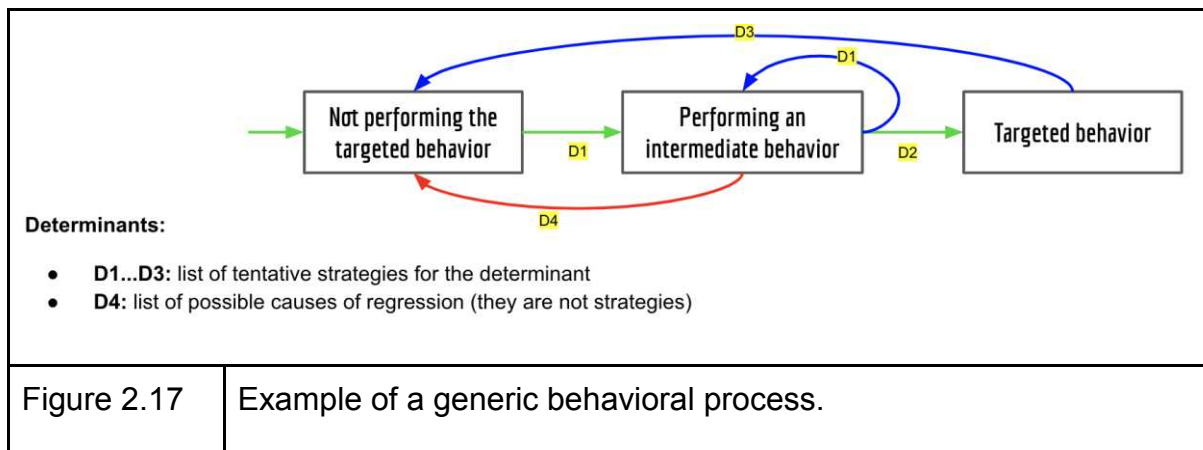 D3
D1
Not performing the
targeted behavior
D1
Performing an
intermediate behavior
D2
Targeted behavior
D4
Determinants:
● D1...D3: list of tentative strategies for the determinant
● D4: list of possible causes of regression (they are not strategies)
Figure 2.17
Example of a generic behavioral process.